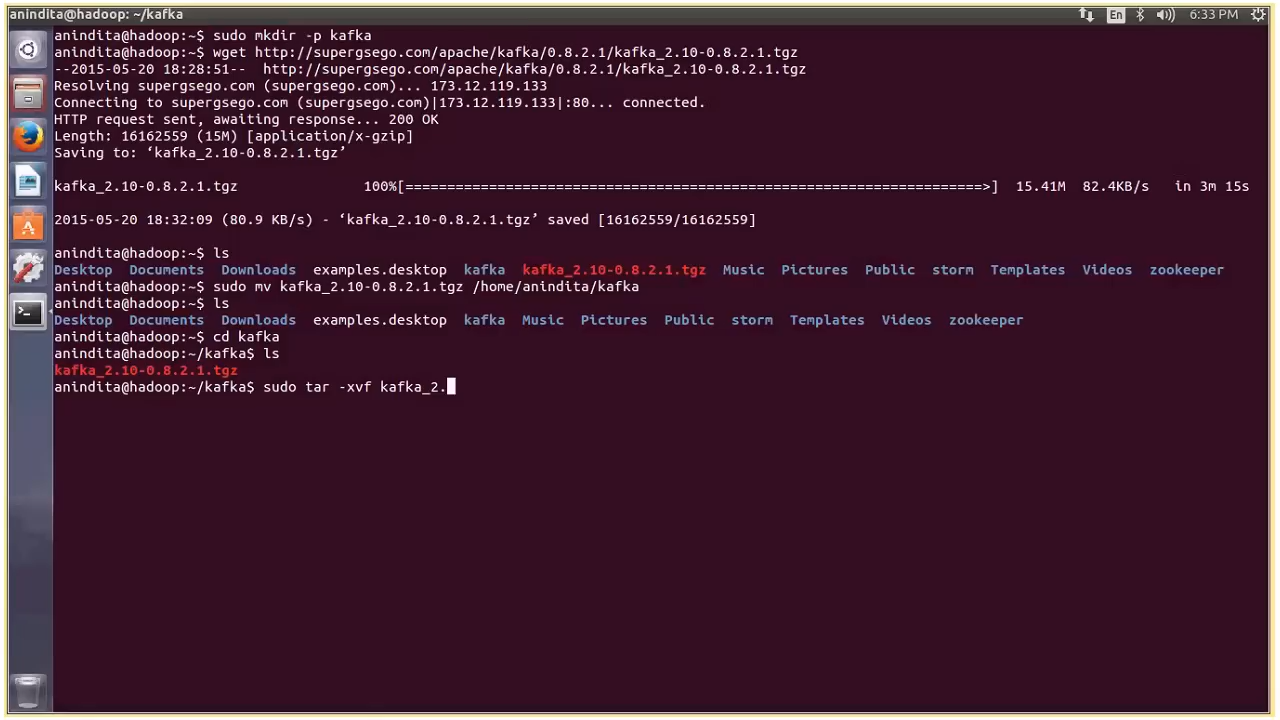 anindita@hadoop: ~/kafka En 6:33 PM
anindita@hadoop:~$ sudo mkdir -p kafka
anindita@hadoop:~$ wget http://supergsego.com/apache/kafka/0.8.2.1/kafka_2.10-0.8.2.1.tgz
--2015-05-20 18:28:51--  http://supergsego.com/apache/kafka/0.8.2.1/kafka_2.10-0.8.2.1.tgz
Resolving supergsego.com (supergsego.com)... 173.12.119.133
Connecting to supergsego.com (supergsego.com)|173.12.119.133|:80... connected.
HTTP request sent, awaiting response... 200 OK
Length: 16162559 (15M) [application/x-gzip]
Saving to: ‘kafka_2.10-0.8.2.1.tgz’
kafka_2.10-0.8.2.1.tgz 100%[=====================================================================>] 15.41M 82.4KB/s in 3m 15s
2015-05-20 18:32:09 (80.9 KB/s) - ‘kafka_2.10-0.8.2.1.tgz’ saved [16162559/16162559]
anindita@hadoop:~$ ls
Desktop Documents Downloads examples.desktop kafka kafka_2.10-0.8.2.1.tgz Music Pictures Public storm Templates Videos zookeeper
anindita@hadoop:~$ sudo mv kafka_2.10-0.8.2.1.tgz /home/anindita/kafka
anindita@hadoop:~$ ls
Desktop Documents Downloads examples.desktop kafka Music Pictures Public storm Templates Videos zookeeper
anindita@hadoop:~$ cd kafka
anindita@hadoop:~/kafka$ ls
kafka_2.10-0.8.2.1.tgz
anindita@hadoop:~/kafka$ sudo tar -xvf kafka_2.